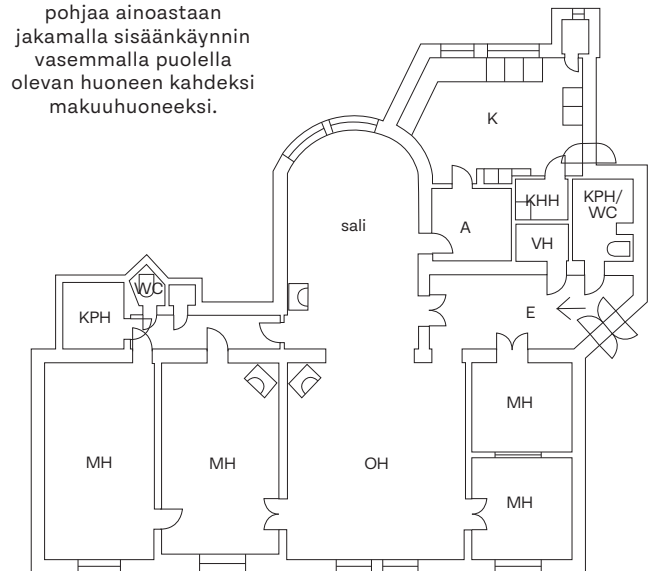 pohjaa ainoastaan
jakamalla sisäänkäynnin
vasemmalla puolella
olevan huoneen kahdeksi
makuuhuoneeksi.
K
KHH
KPH/
WC
sali
A
VH
WC
KPH
E
MH
MH
MH
OH
MH